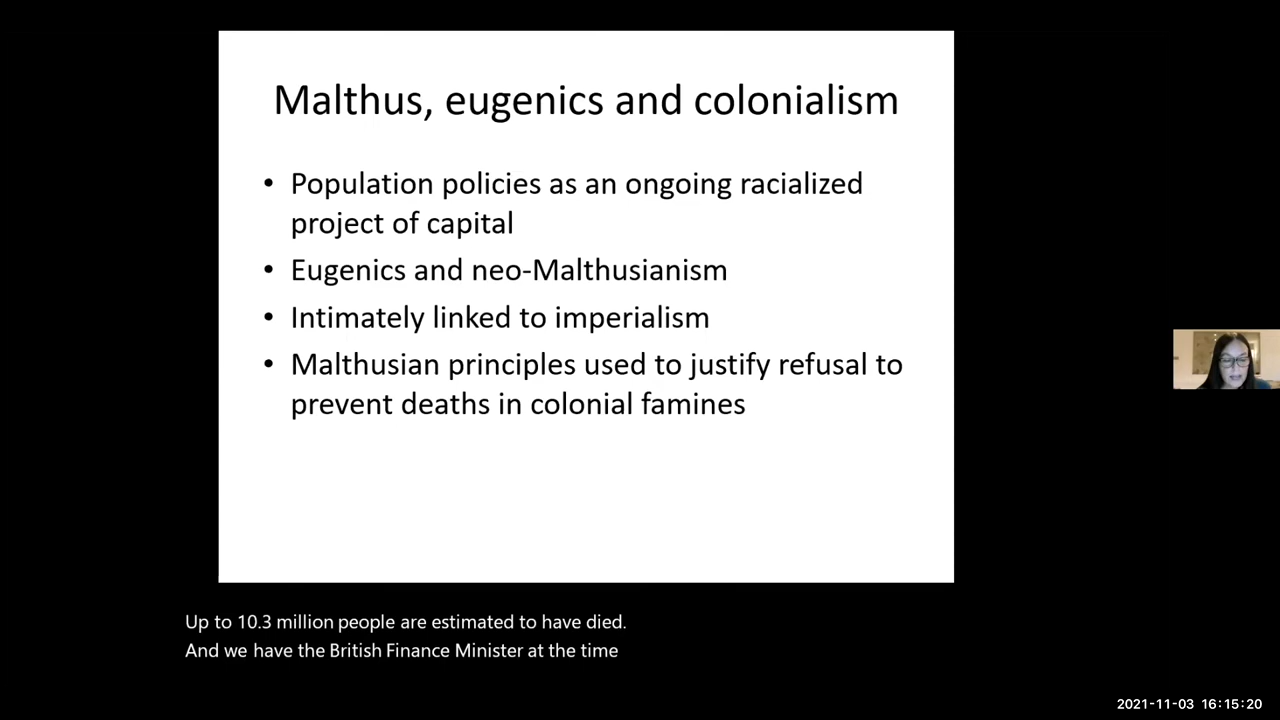 Malthus, eugenics and colonialism
• Population policies as an ongoing racialized
project of capital
• Eugenics and neo-Malthusianism
• Intimately linked to imperialism
• Malthusian principles used to justify refusal to
prevent deaths in colonial famines
Up to 10.3 million people are estimated to have died.
And we have the British Finance Minister at the time
2021-11-03 16:15:20